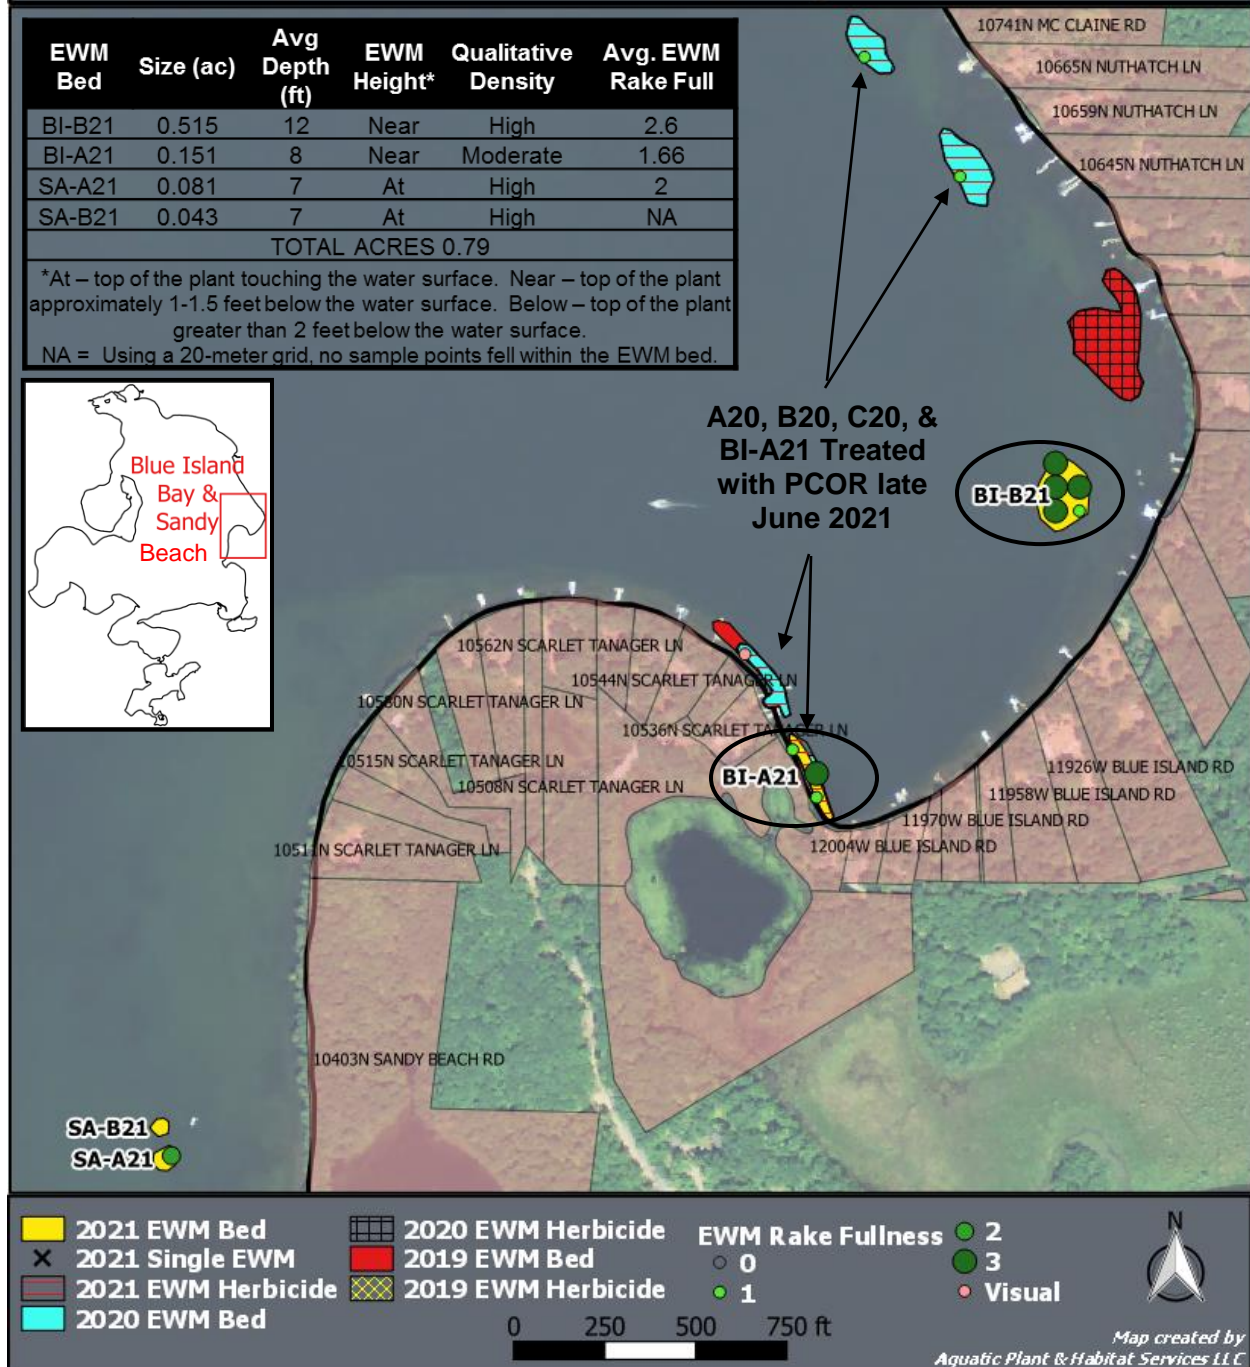 EWM Bed Size (ac) Avg Depth (ft) EWM Height* Qualitative Density Avg. EWM Rake Full
BI-B21 0.515 12 Near High 2.6
BI-A21 0.151 8 Near Moderate 1.66
SA-A21 0.081 7 At High 2
SA-B21 0.043 7 At High NA
TOTAL ACRES 0.79
*At – top of the plant touching the water surface. Near – top of the plant
approximately 1-1.5 feet below the water surface. Below – top of the plant
greater than 2 feet below the water surface.
NA = Using a 20-meter grid, no sample points fell within the EWM bed.
10741N MC CLAINE RD
10665N NUTHATCH LN
10659N NUTHATCH LN
10645N NUTHATCH LN
Blue Island
Bay &
Sandy
Beach
A20, B20, C20, &
BI-A21 Treated
with PCOR late
June 2021
BI-B21
10562N SCARLET TANAGER LN
10544N SCARLET TANAGER LN
10580N SCARLET TANAGER LN
10536N SCARLET TANAGER LN
10515N SCARLET TANAGER LN
10508N SCARLET TANAGER LN
BI-A21
11926W BLUE ISLAND RD
11958W BLUE ISLAND RD
11970W BLUE ISLAND RD
12004W BLUE ISLAND RD
10511N SCARLET TANAGER LN
10403N SANDY BEACH RD
SA-B21
SA-A21
2021 EWM Bed
2021 Single EWM
2021 EWM Herbicide
2020 EWM Bed
2020 EWM Herbicide
2019 EWM Bed
2019 EWM Herbicide
EWM Rake Fullness
0
1
2
3
Visual
N
0 250 500 750 ft
Map created by
Aquatic Plant & Habitat Services LLC